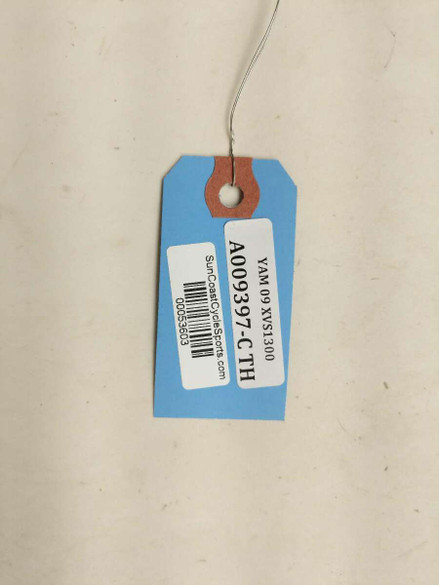 YAM 09 XVS1300
A009397-C TH
SunCoastCycleSports.com
00053603